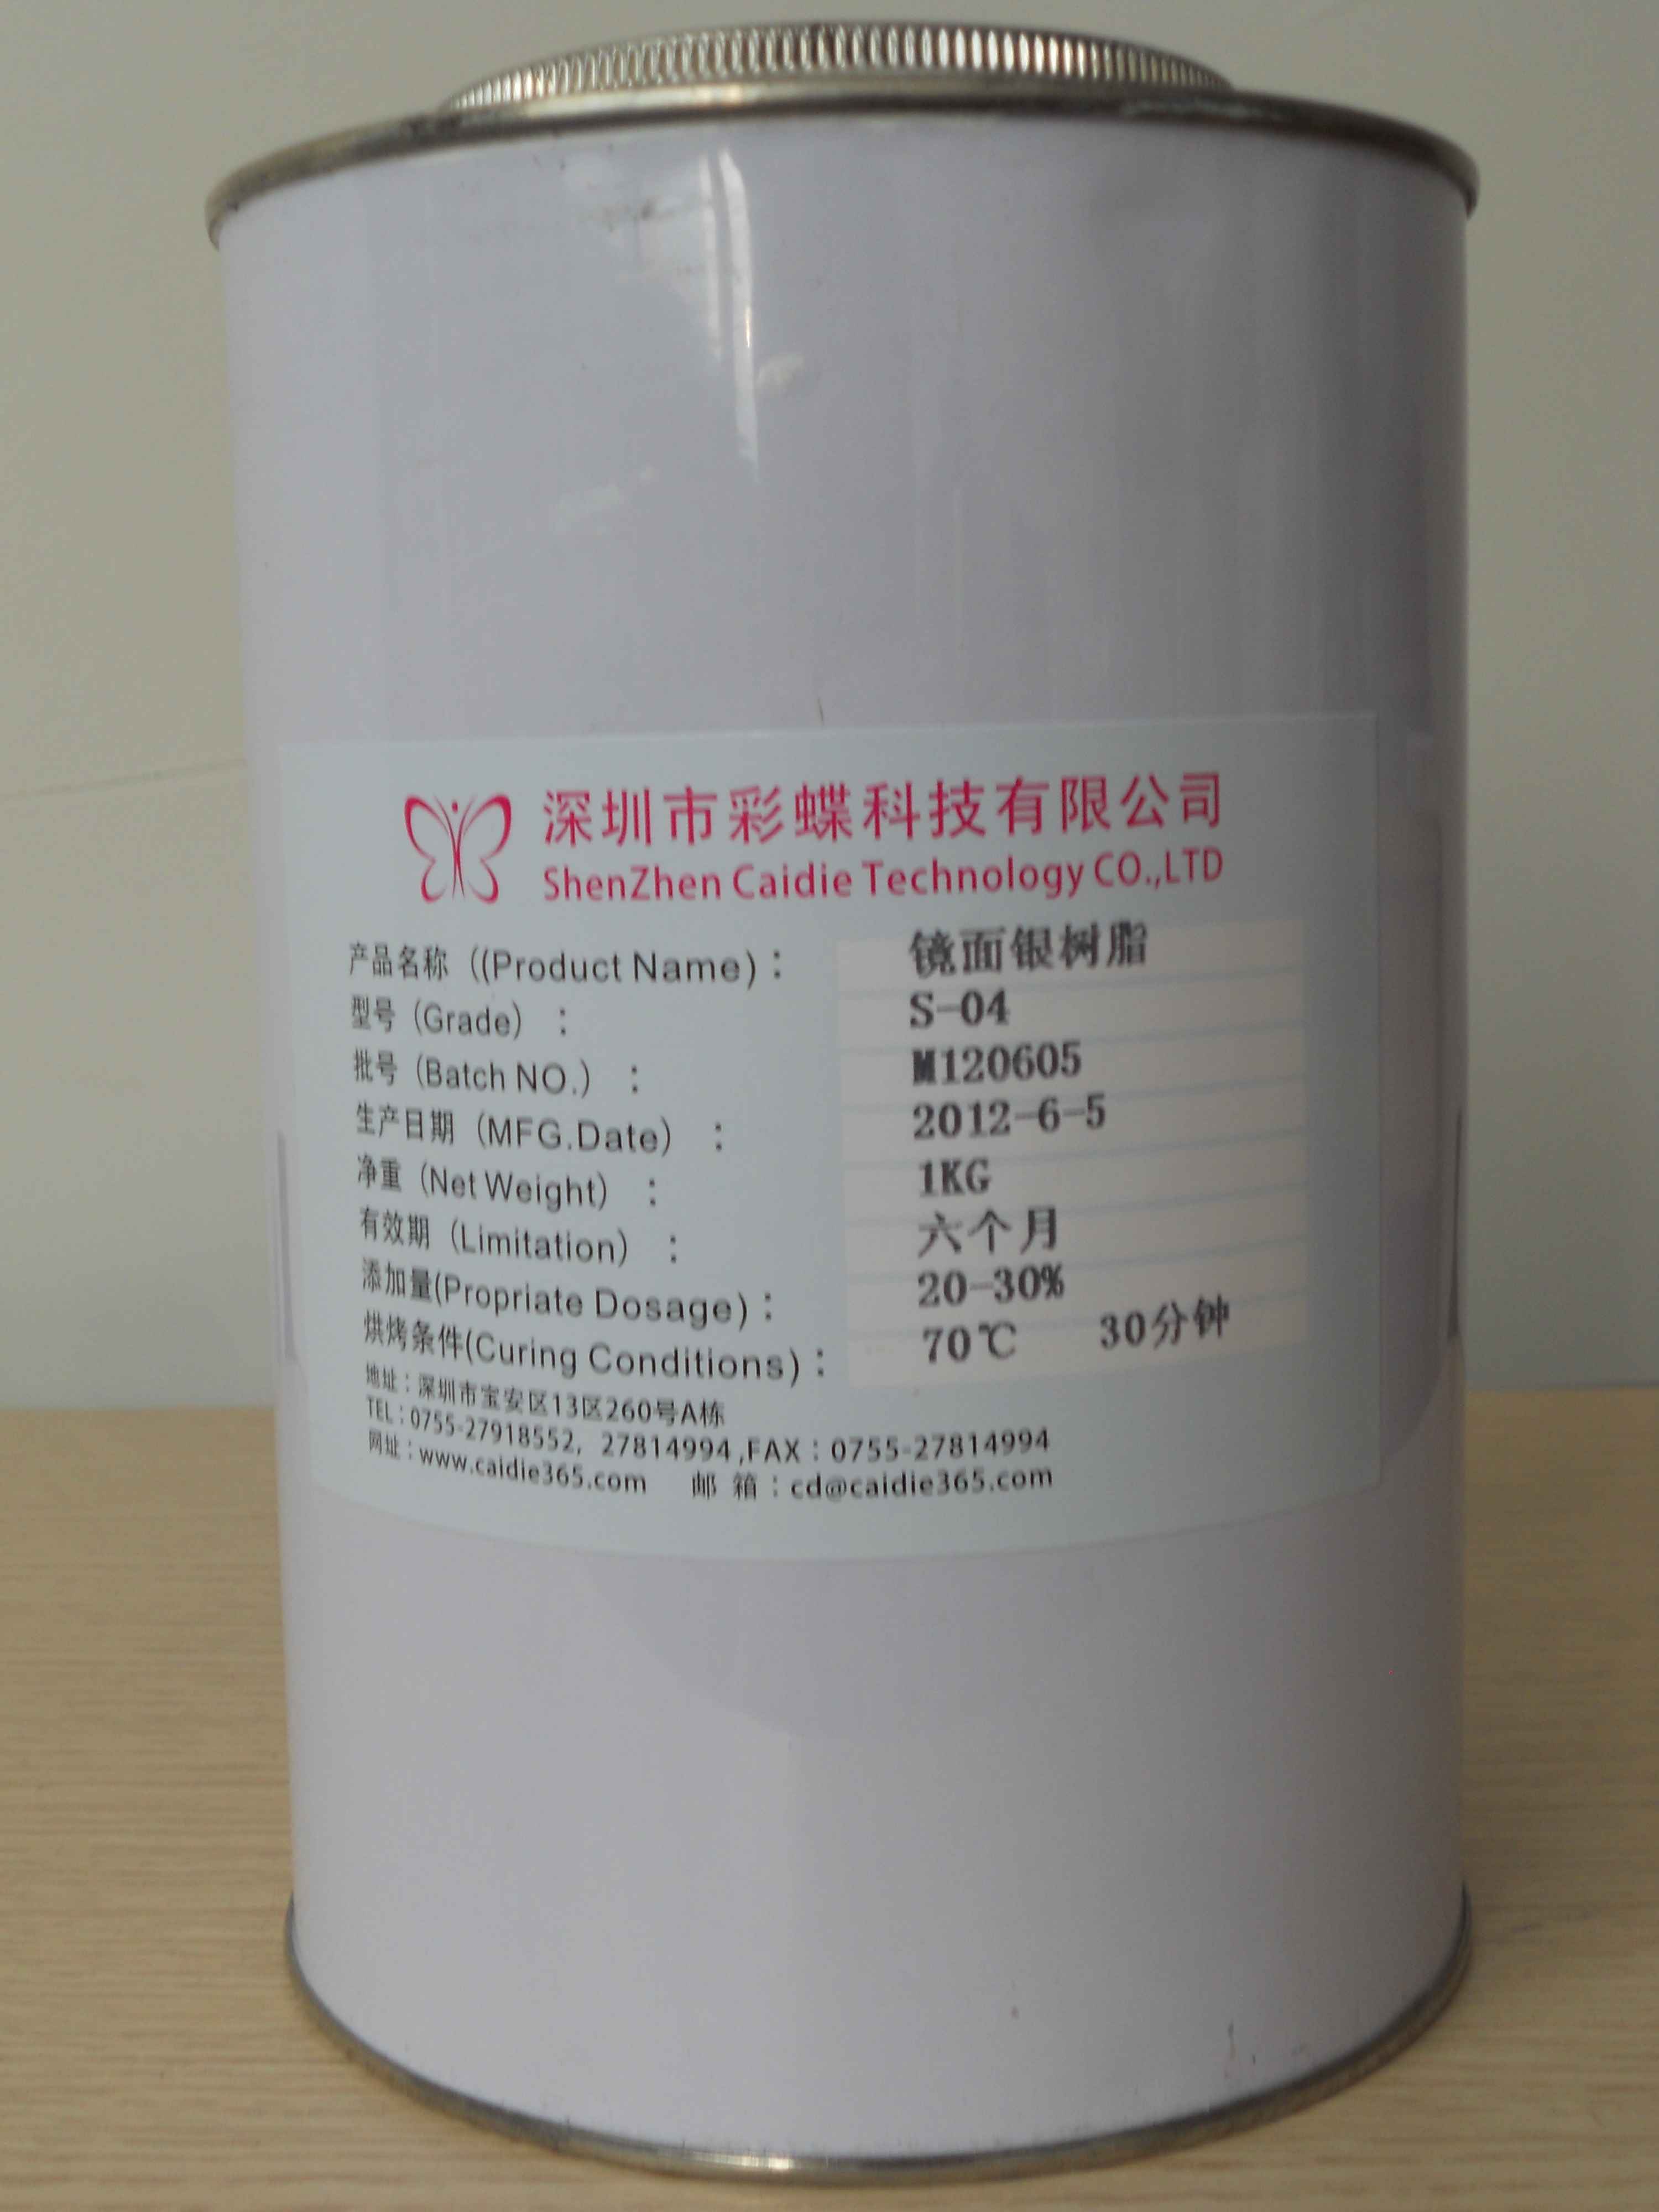 深圳市彩蝶科技有限公司
ShenZhen Caidie Technology CO.,LTD
产品名称（(Product Name)： 镜面银树脂
型号（Grade）： S-04
批号（Batch NO.）： M120605
生产日期（MFG.Date）： 2012-6-5
净重（Net Weight）： 1KG
有效期（Limitation）： 六个月
添加量(Propriate Dosage)： 20-30%
烘烤条件(Curing Conditions)： 70℃ 30分钟
地址：深圳市宝安区13区260号A栋
TEL：0755-27918552，27814994,FAX：0755-27814994
网址：www.caidie365.com 邮 箱：cd@caidie365.com